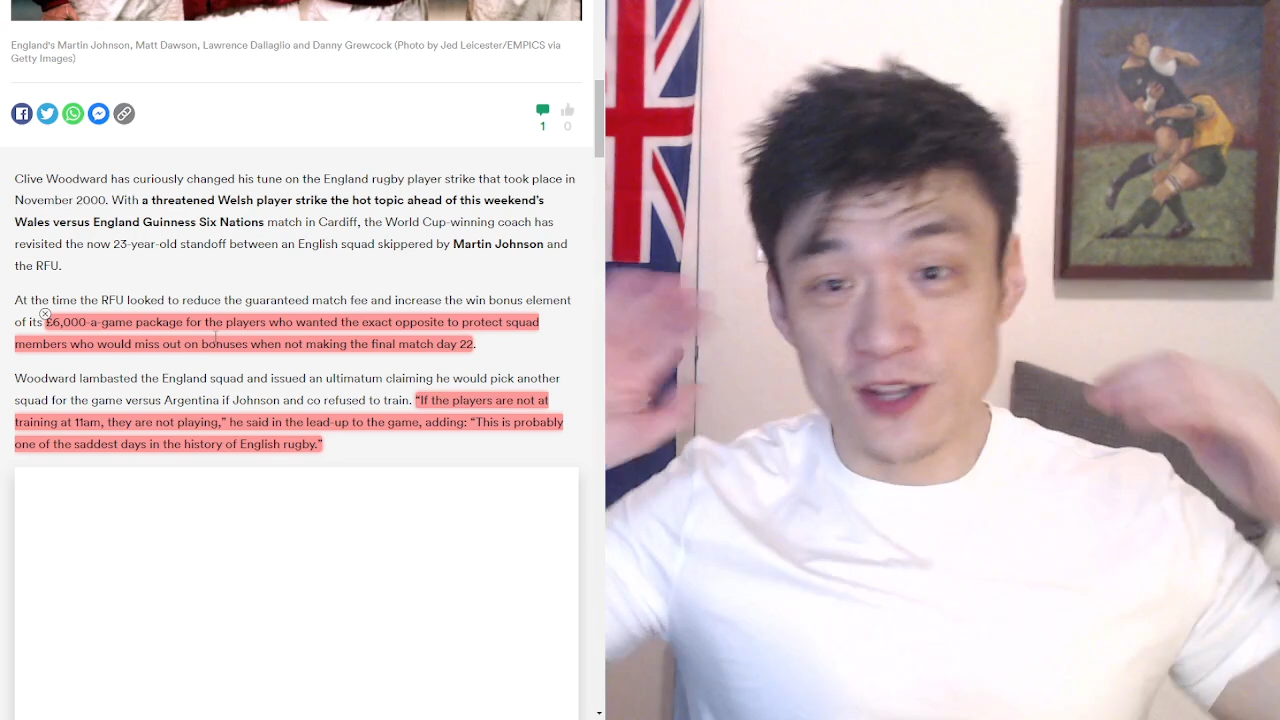 England's Martin Johnson, Matt Dawson, Lawrence Dallaglio and Danny Grewcock (Photo by Jed Leicester/EMPICS via
Getty Images)
1
0
Clive Woodward has curiously changed his tune on the England rugby player strike that took place in
November 2000. With a threatened Welsh player strike the hot topic ahead of this weekend's
Wales versus England Guinness Six Nations match in Cardiff, the World Cup-winning coach has
revisited the now 23-year-old standoff between an English squad skippered by Martin Johnson and
the RFU.
At the time the RFU looked to reduce the guaranteed match fee and increase the win bonus element
of its £6,000-a-game package for the players who wanted the exact opposite to protect squad
members who would miss out on bonuses when not making the final match day 22.
Woodward lambasted the England squad and issued an ultimatum claiming he would pick another
squad for the game versus Argentina if Johnson and co refused to train. “If the players are not at
training at 11am, they are not playing,” he said in the lead-up to the game, adding: “This is probably
one of the saddest days in the history of English rugby.”